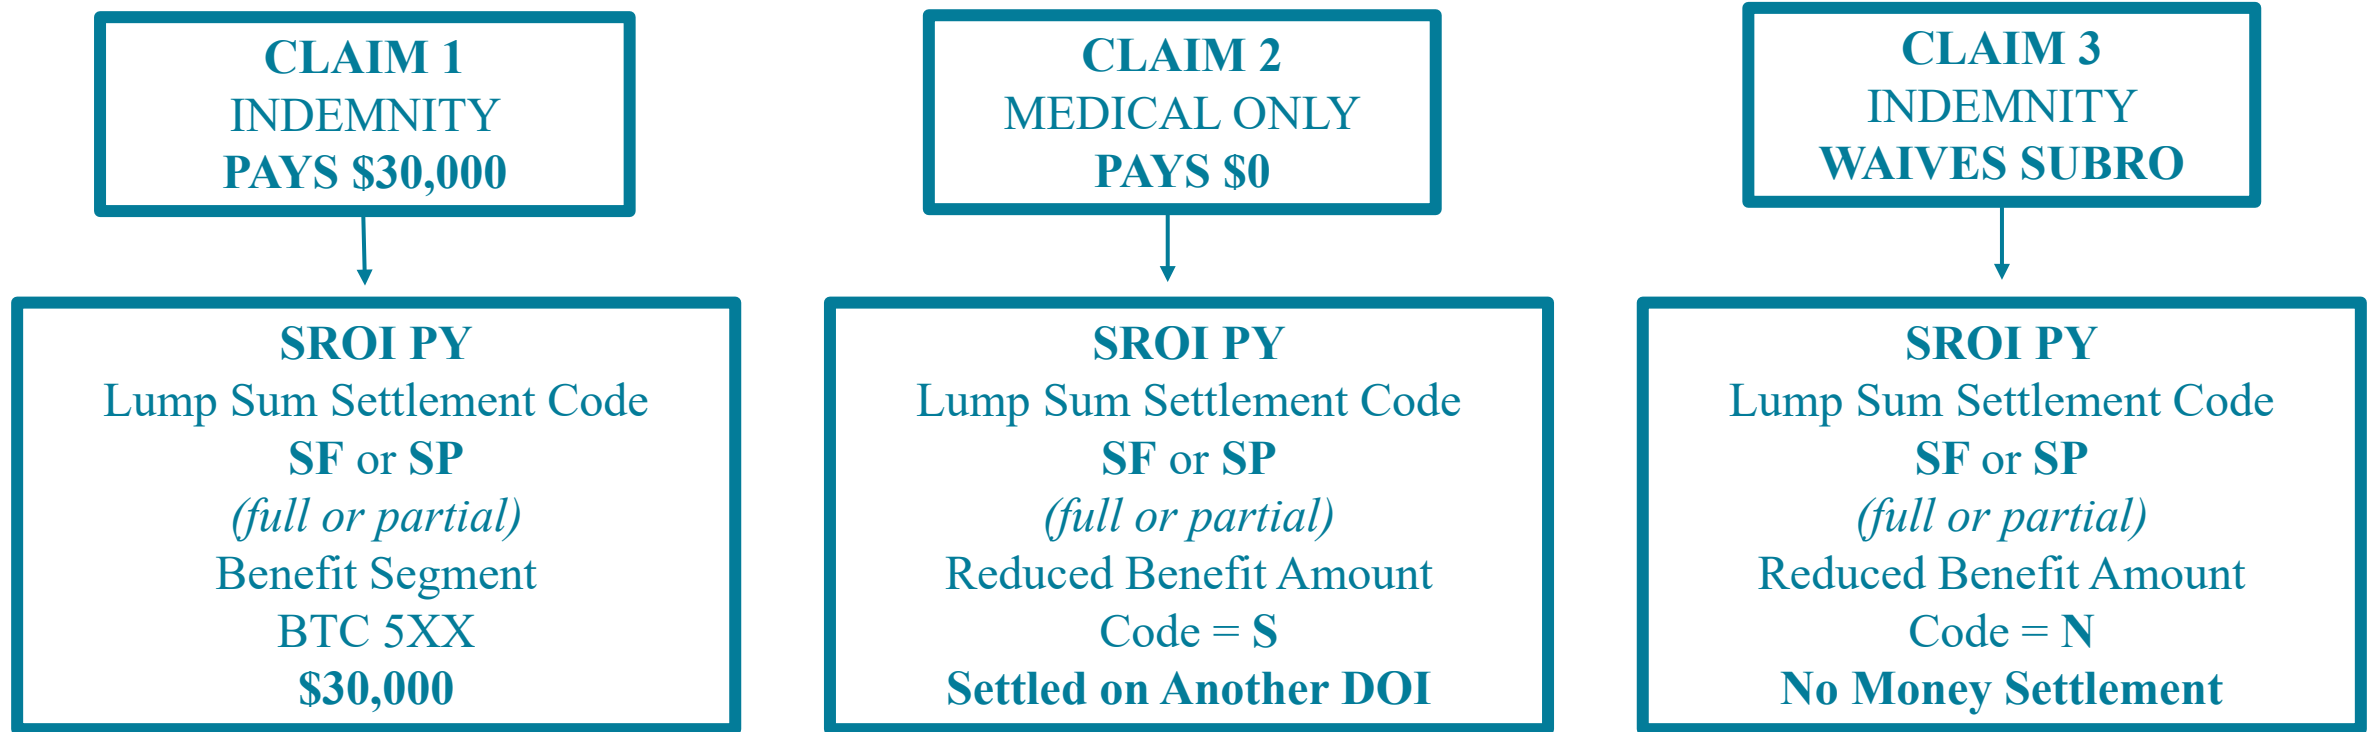 CLAIM 1
INDEMNITY
PAYS $30,000
CLAIM 2
MEDICAL ONLY
PAYS $0
CLAIM 3
INDEMNITY
WAIVES SUBRO
SROI PY
Lump Sum Settlement Code
SF or SP
(full or partial)
Benefit Segment
BTC 5XX
$30,000
SROI PY
Lump Sum Settlement Code
SF or SP
(full or partial)
Reduced Benefit Amount
Code = S
Settled on Another DOI
SROI PY
Lump Sum Settlement Code
SF or SP
(full or partial)
Reduced Benefit Amount
Code = N
No Money Settlement